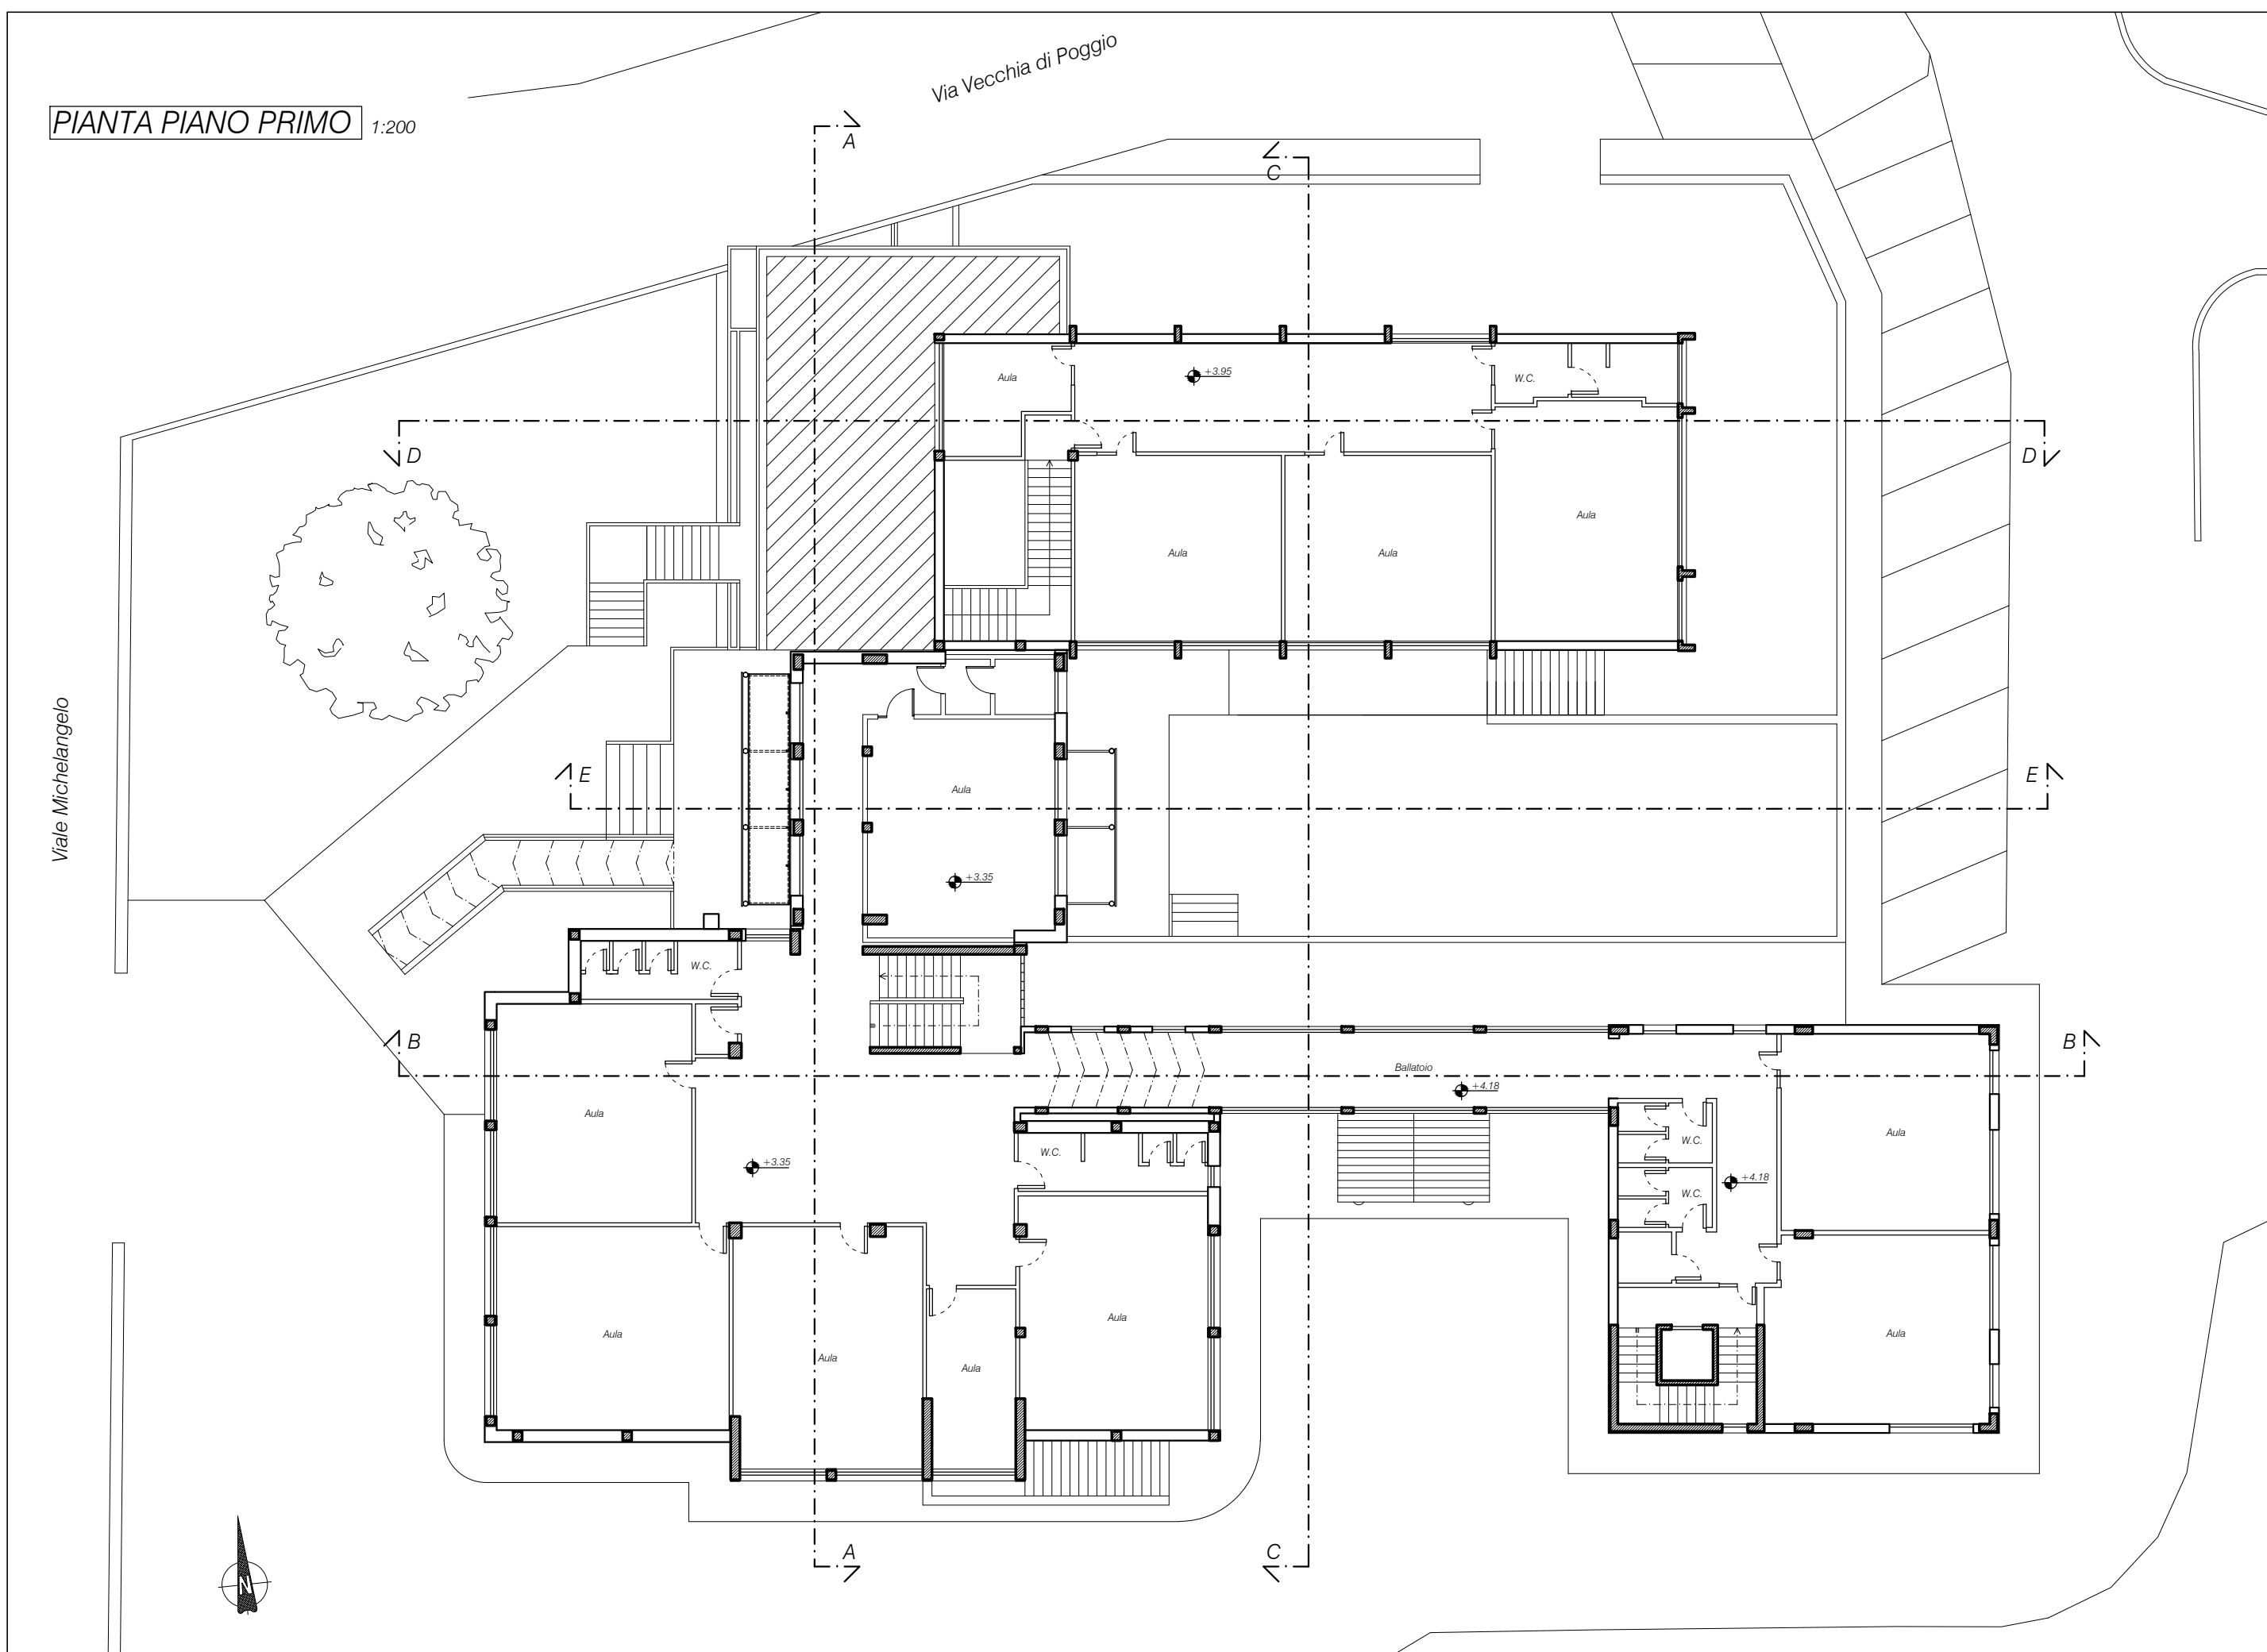 Via Vecchia di Poggio
PIANTA PIANO PRIMO 1:200
A
C
Aula
+3.95
W.C.
D
D
Aula
Aula
Aula
Viale Michelangelo
E
E
Aula
+3.35
W.C.
B
B
Ballatoio
+4.18
Aula
Aula
W.C.
W.C.
+3.35
+4.18
W.C.
Aula
Aula
Aula
Aula
Aula
Aula
A
C
N